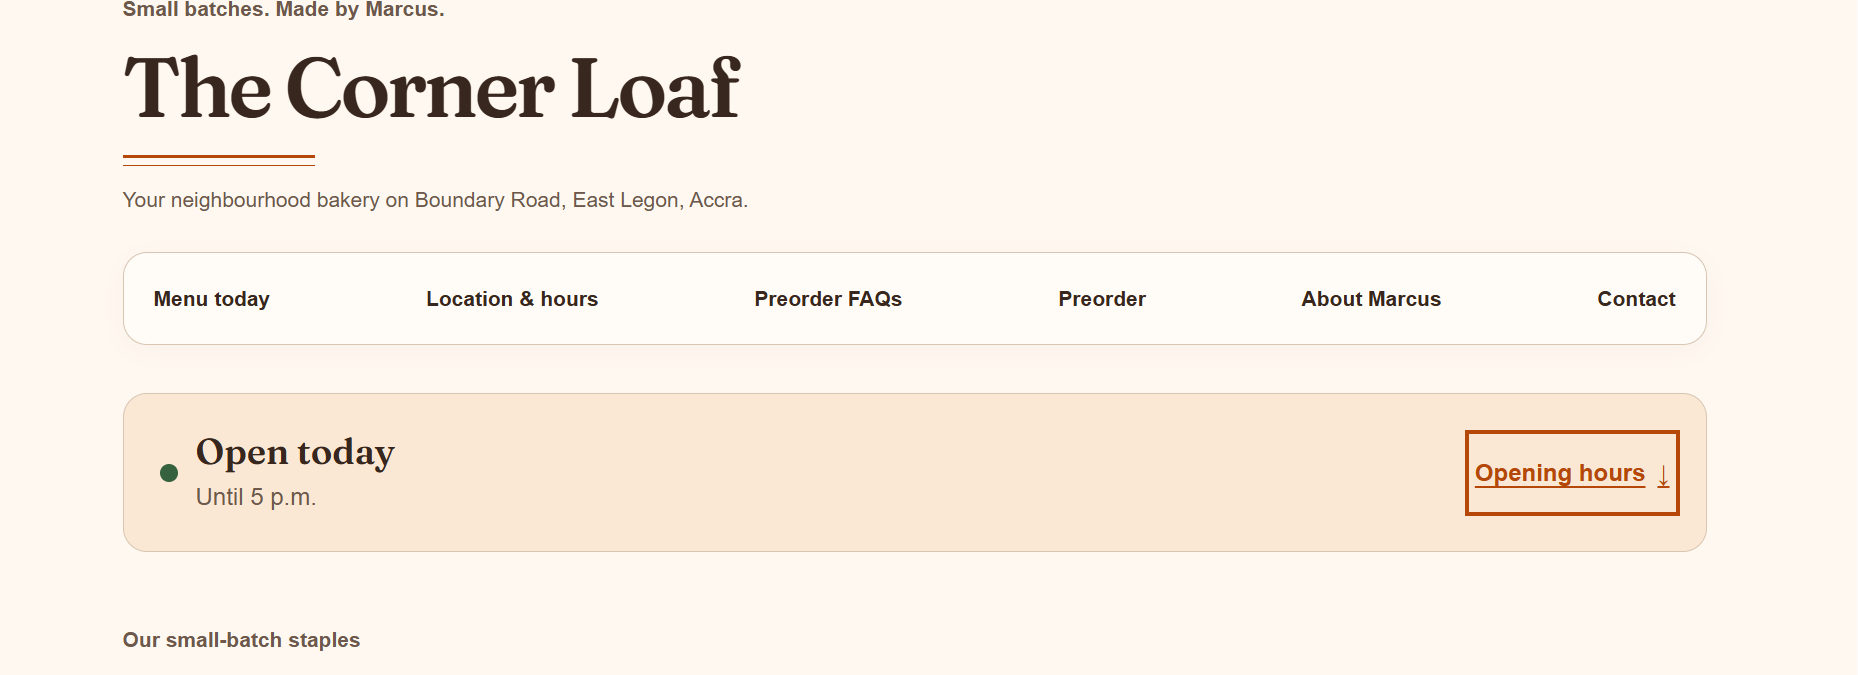 Small batches. Made by Marcus.
The Corner Loaf
Your neighbourhood bakery on Boundary Road, East Legon, Accra.
Menu today
Location & hours
Preorder FAQs
Preorder
About Marcus
Contact
Open today
Until 5 p.m.
Opening hours ↓
Our small-batch staples